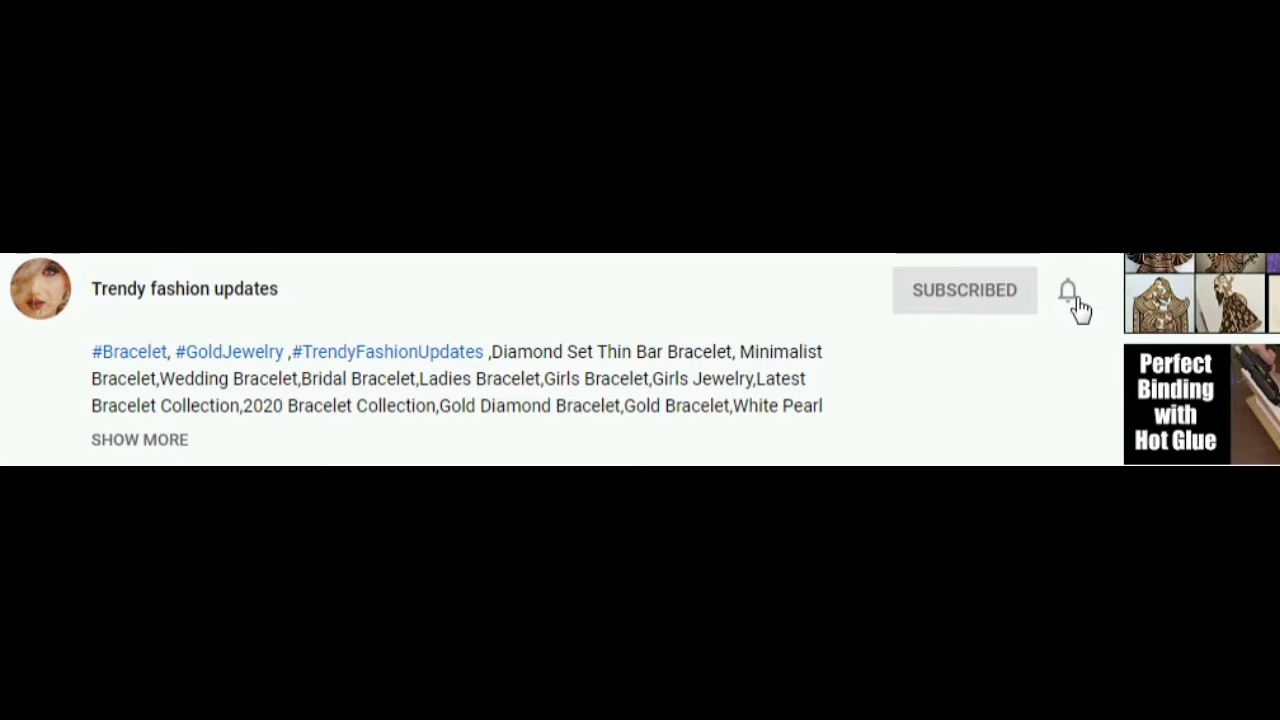 Trendy fashion updates
SUBSCRIBED
#Bracelet, #GoldJewelry ,#TrendyFashionUpdates ,Diamond Set Thin Bar Bracelet, Minimalist
Bracelet,Wedding Bracelet,Bridal Bracelet,Ladies Bracelet,Girls Bracelet,Girls Jewelry,Latest
Bracelet Collection,2020 Bracelet Collection,Gold Diamond Bracelet,Gold Bracelet,White Pearl
SHOW MORE
Perfect
Binding
with
Hot Glue